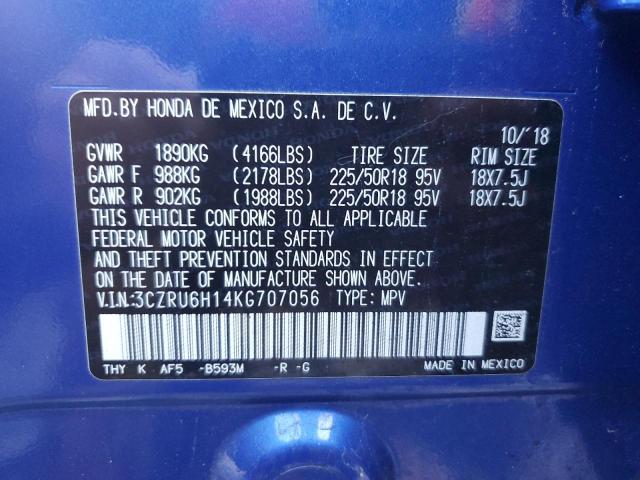 MFD. BY HONDA DE MEXICO S.A. DE C.V.
10/'18
GVWR 1890KG (4166LBS) TIRE SIZE RIM SIZE
GAWR F 988KG (2178LBS) 225/50R18 95V 18X7.5J
GAWR R 902KG (1988LBS) 225/50R18 95V 18X7.5J
THIS VEHICLE CONFORMS TO ALL APPLICABLE
FEDERAL MOTOR VEHICLE SAFETY
AND THEFT PREVENTION STANDARDS IN EFFECT
ON THE DATE OF MANUFACTURE SHOWN ABOVE.
V.I.N:3CZRU6H14KG707056 TYPE: MPV
THY K AF5 -B593M -R -G MADE IN MEXICO